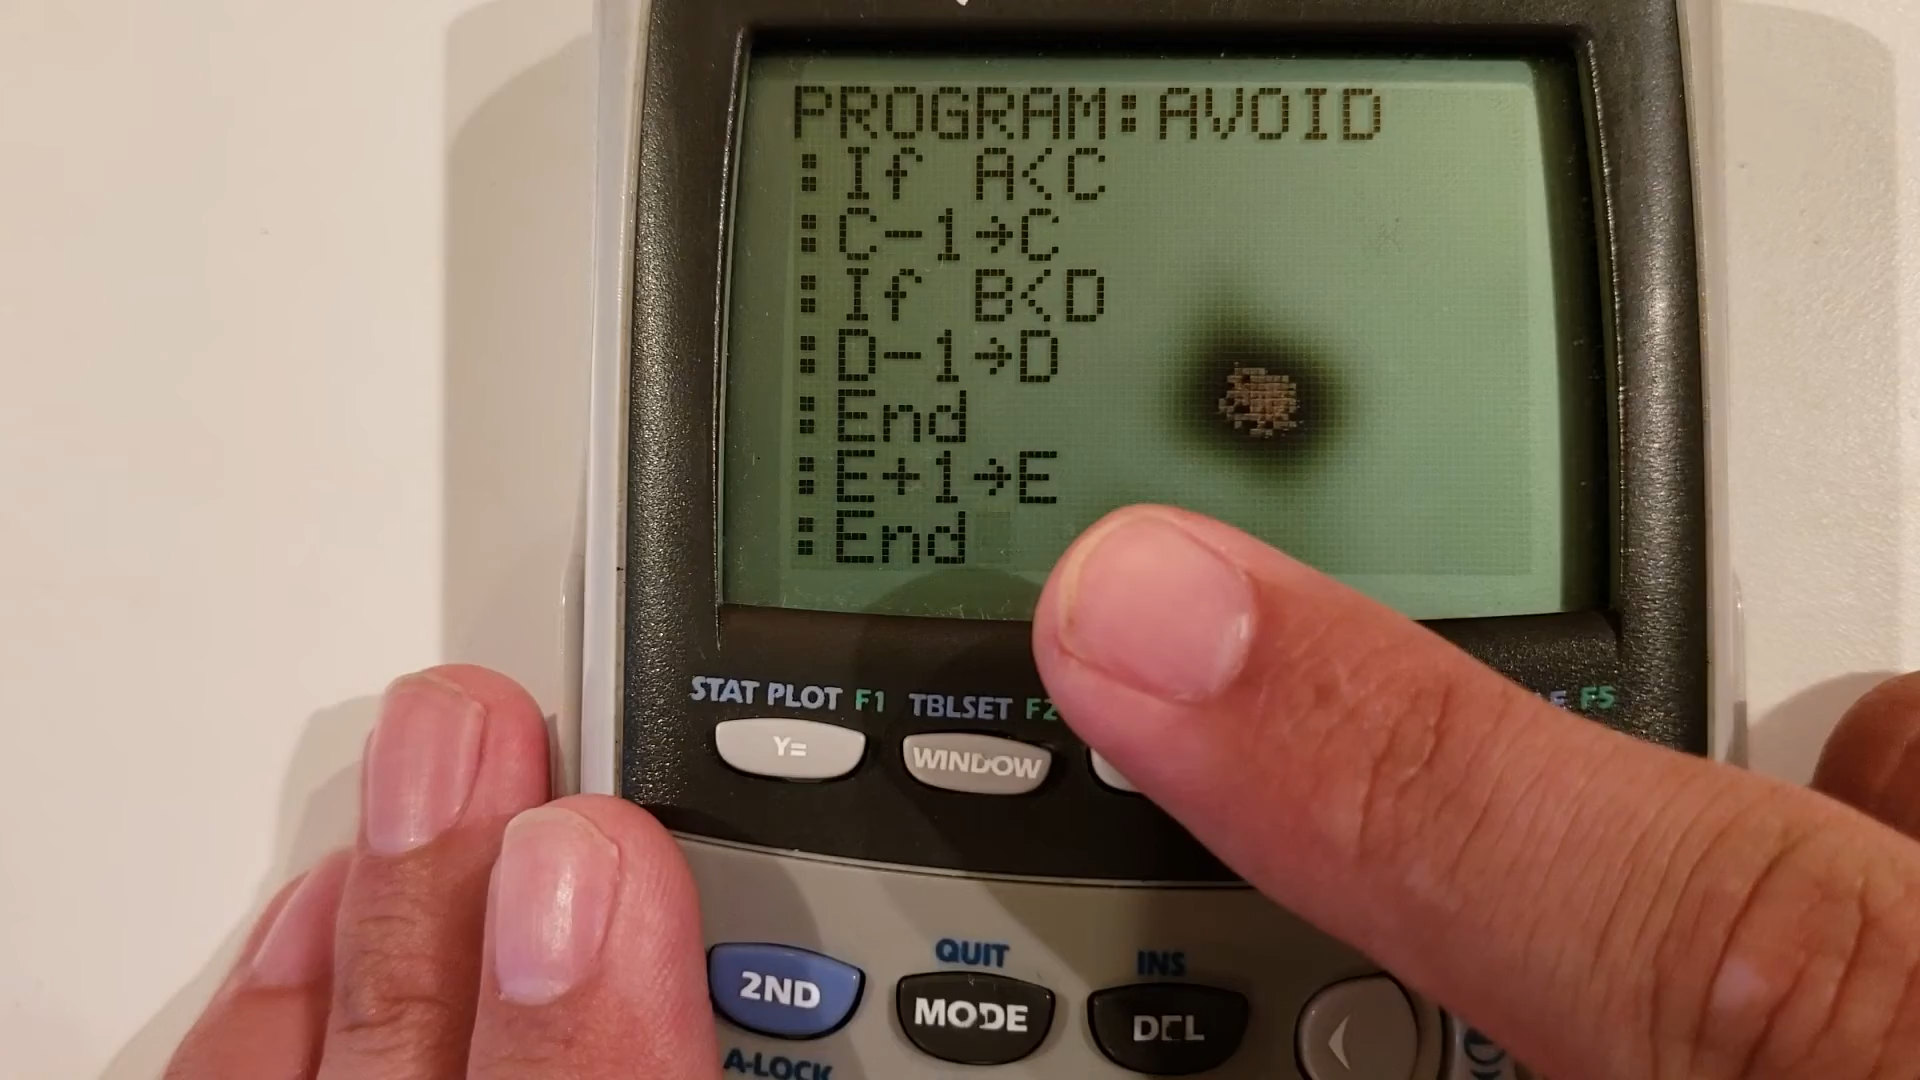 PROGRAM:AVOID
:If A<C
:C-1→C
:If B<D
:D-1→D
:End
:E+1→E
:End
STAT PLOT F1 TBLSET F2 F5
Y= WINDOW
QUIT INS
2ND MODE DEL
A-LOCK